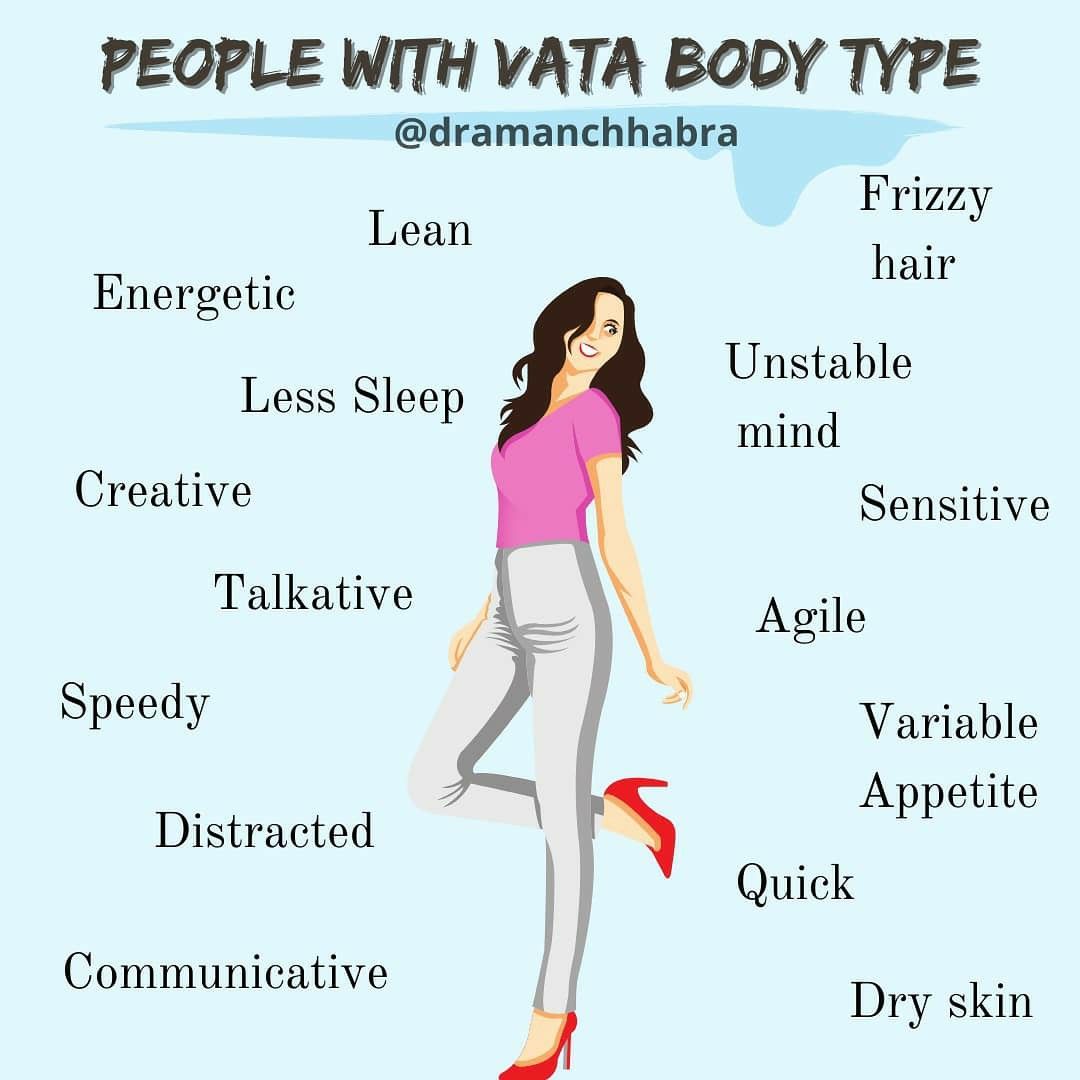 PEOPLE WITH VATA BODY TYPE
@dramanchhabra
Lean
Energetic
Less Sleep
Creative
Talkative
Speedy
Distracted
Communicative
Frizzy
hair
Unstable
mind
Sensitive
Agile
Variable
Appetite
Quick
Dry skin